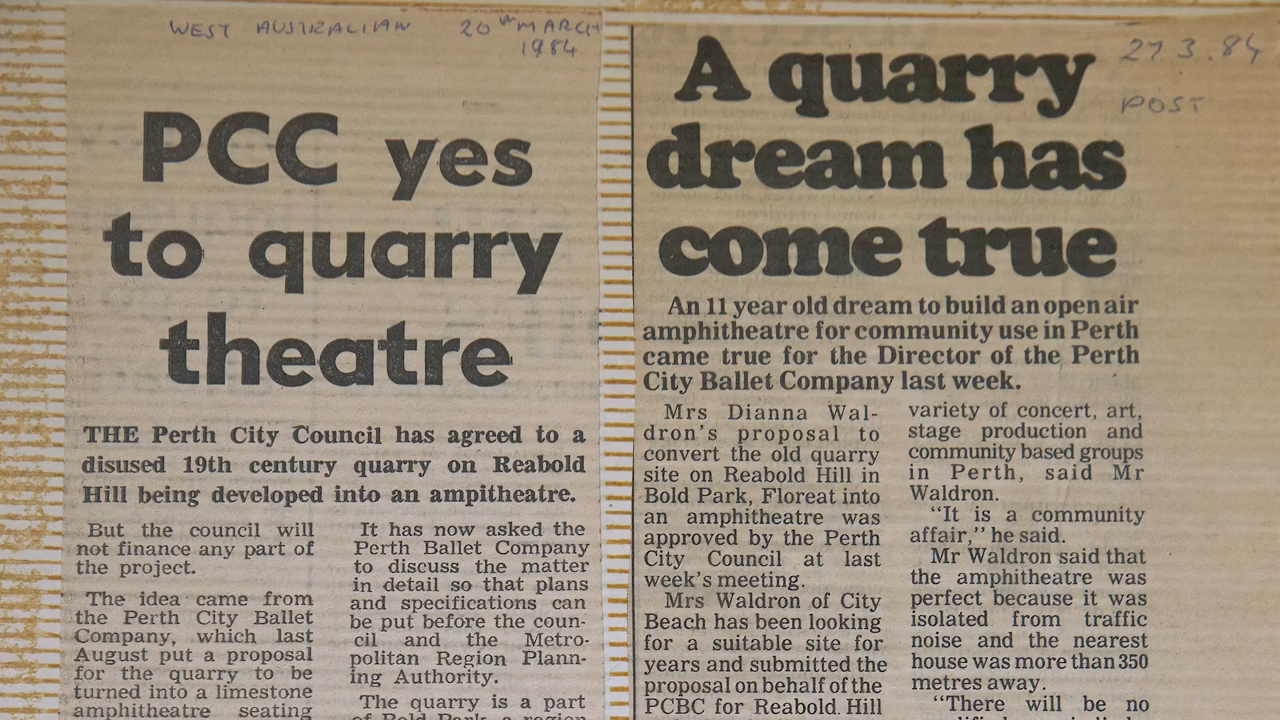 WEST AUSTRALIAN 20TH MARCH
1984
PCC yes
to quarry
theatre
THE Perth City Council has agreed to a
disused 19th century quarry on Reabold
Hill being developed into an ampitheatre.
But the council will
not finance any part of
the project.
The idea came from
the Perth City Ballet
Company, which last
August put a proposal
for the quarry to be
turned into a limestone
amphitheatre seating
It has now asked the
Perth Ballet Company
to discuss the matter
in detail so that plans
and specifications can
be put before the coun-
cil and the Metro-
politan Region Plann-
ing Authority.
The quarry is a part
of Bold Park, a region
27.3.84
POST
A quarry
dream has
come true
An 11 year old dream to build an open air
amphitheatre for community use in Perth
came true for the Director of the Perth
City Ballet Company last week.
Mrs Dianna Wal-
dron's proposal to
convert the old quarry
site on Reabold Hill in
Bold Park, Floreat into
an amphitheatre was
approved by the Perth
City Council at last
week's meeting.
Mrs Waldron of City
Beach has been looking
for a suitable site for
years and submitted the
proposal on behalf of the
PCBC for Reabold Hill
variety of concert, art,
stage production and
community based groups
in Perth, said Mr
Waldron.
"It is a community
affair," he said.
Mr Waldron said that
the amphitheatre was
perfect because it was
isolated from traffic
noise and the nearest
house was more than 350
metres away.
"There will be no